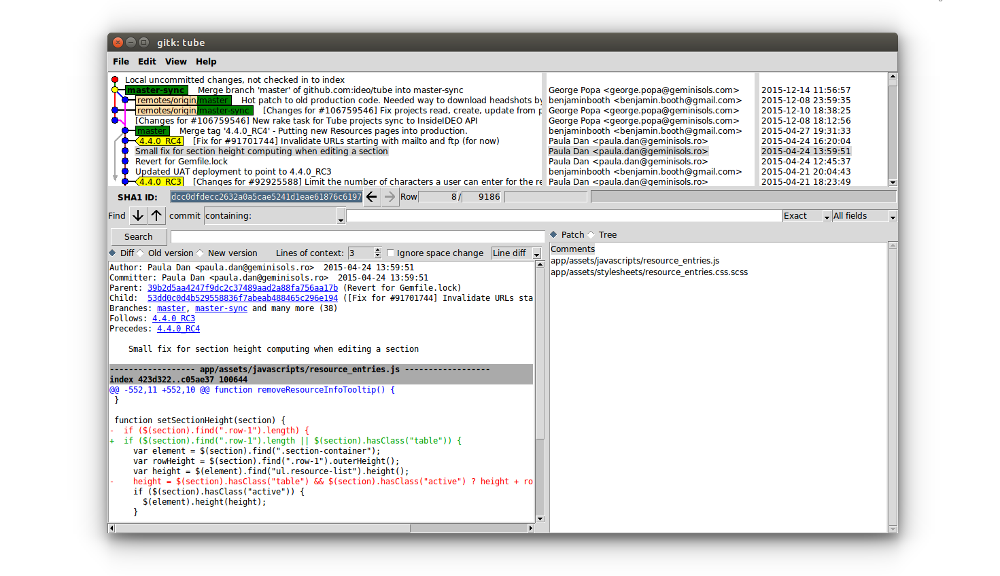 gitk: tube
File Edit View Help
Local uncommitted changes, not checked in to index
master-sync Merge branch 'master' of github.com:ideo/tube into master-sync George Popa <george.popa@geminisols.com> 2015-12-14 11:56:57
remotes/origin/master Hot patch to old production code. Needed way to download headshots by benjaminbooth <benjamin.booth@gmail.com> 2015-12-08 23:59:35
remotes/origin/master-sync [Changes for #106759546] Fix projects read, create, update from p George Popa <george.popa@geminisols.com> 2015-12-10 18:38:25
[Changes for #106759546] New rake task for Tube projects sync to InsideIDEO API George Popa <george.popa@geminisols.com> 2015-12-08 18:12:56
master Merge tag '4.4.0_RC4' - Putting new Resources pages into production. benjaminbooth <benjamin.booth@gmail.com> 2015-04-27 19:31:33
4.4.0_RC4 [Fix for #91701744] Invalidate URLs starting with mailto and ftp (for now) Paula Dan <paula.dan@geminisols.ro> 2015-04-24 16:20:04
Small fix for section height computing when editing a section Paula Dan <paula.dan@geminisols.ro> 2015-04-24 13:59:51
Revert for Gemfile.lock Paula Dan <paula.dan@geminisols.ro> 2015-04-24 12:45:37
Updated UAT deployment to point to 4.4.0_RC3 benjaminbooth <benjamin.booth@gmail.com> 2015-04-21 20:04:43
4.4.0_RC3 [Changes for #92925588] Limit the number of characters a user can enter for the re Paula Dan <paula.dan@geminisols.ro> 2015-04-21 18:23:49
SHA1 ID: dcc0dfdecc2632a0a5cae5241d1eae61876c6197 Row 8 / 9186
Find commit containing: Exact All fields
Search
Patch Tree
Diff Old version New version Lines of context: 3 Ignore space change Line diff
Comments
app/assets/javascripts/resource_entries.js
app/assets/stylesheets/resource_entries.css.scss
Author: Paula Dan <paula.dan@geminisols.ro>  2015-04-24 13:59:51
Committer: Paula Dan <paula.dan@geminisols.ro>  2015-04-24 13:59:51
Parent: 39b2d5aa4247f9dc2c37489aad2a88fa756aa17b (Revert for Gemfile.lock)
Child:  53dd0c0d4b529558836f7abeab488465c296e194 ([Fix for #91701744] Invalidate URLs sta
Branches: master, master-sync and many more (38)
Follows: 4.4.0_RC3
Precedes: 4.4.0_RC4
Small fix for section height computing when editing a section
------------------ app/assets/javascripts/resource_entries.js ------------------
index 423d322..c05ae37 100644
@@ -552,11 +552,10 @@ function removeResourceInfoTooltip() {
 }
 function setSectionHeight(section) {
-  if ($(section).find(".row-1").length) {
+  if ($(section).find(".row-1").length || $(section).hasClass("table")) {
     var element = $(section).find(".section-container");
     var rowHeight = $(section).find(".row-1").outerHeight();
     var height = $(element).find("ul.resource-list").height();
-    height = $(section).hasClass("table") && $(section).hasClass("active") ? height + ro
     if ($(section).hasClass("active")) {
       $(element).height(height);
     }